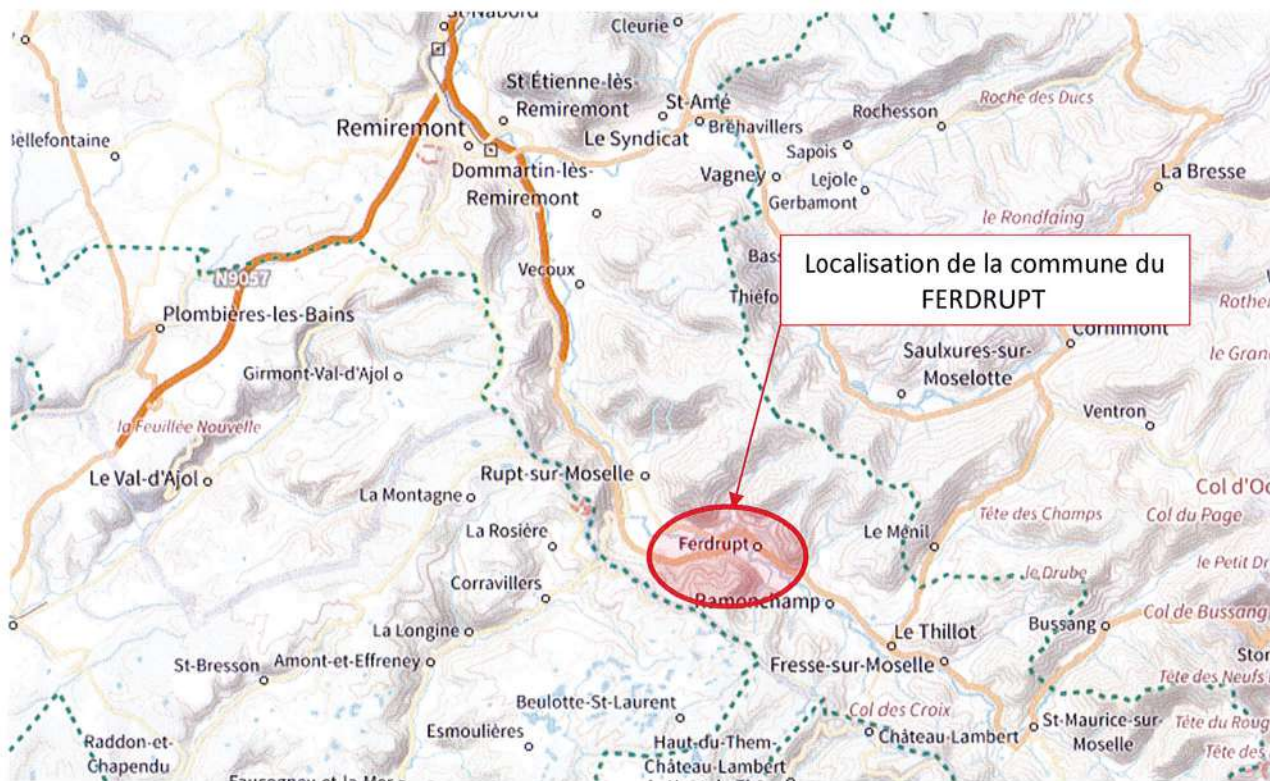 St-Nabord
Cleurie
St-Étienne-lès-
Remiremont
St-Amé
Rochesson
Roche des Ducs
Remiremont
Le Syndicat
Bréhavillers
Bellefontaine
Sapois
Dommartin-lès-
Remiremont
Vagney
Lejole
Gerbamont
La Bresse
le Rondfaing
Localisation de la commune du
FERDRUPT
N9057
Vecoux
Plombières-les-Bains
Cornimont
Saulxures-sur-
Moselotte
Girmont-Val-d'Ajol
Ventron
la Feuillée Nouvelle
Le Val-d'Ajol
Rupt-sur-Moselle
La Montagne
Tête des Champs
Col du Page
La Rosière
Ferdrupt
Le Ménil
le Drube
Corravillers
Ramonchamp
La Longine
Le Thillot
Bussang
St-Bresson
Amont-et-Effreney
Fresse-sur-Moselle
Beulotte-St-Laurent
Col des Croix
St-Maurice-sur-
Moselle
Esmoulières
Château-Lambert
Raddon-et-
Chapendu
Haut-du-Them-
Château-Lambert